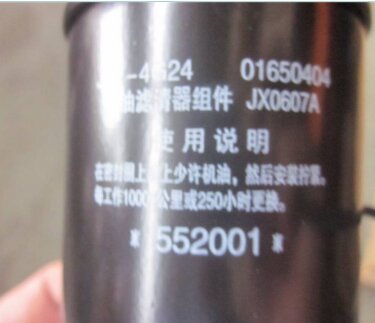 -4G24 01650404
油滤清器组件 JX0607A
使用说明
在密封圈上 上少许机油，然后安装拧紧。
每工作1000 公里或250小时更换。
552001